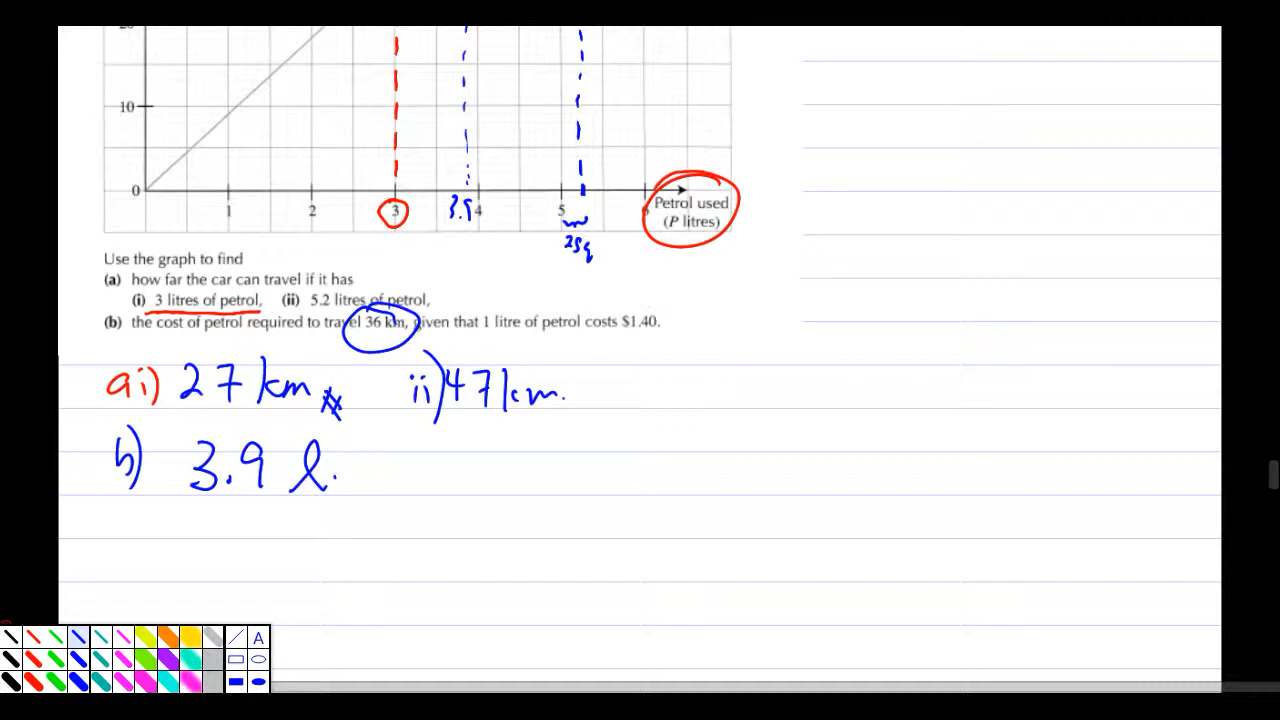 10
0
1 2 3 3.9 4 5 6 Petrol used
(P litres)
Use the graph to find
(a) how far the car can travel if it has
(i) 3 litres of petrol, (ii) 5.2 litres of petrol,
(b) the cost of petrol required to travel 36 km, given that 1 litre of petrol costs $1.40.
ai) 27 km ii) 47 km.
b) 3.9 l.
A